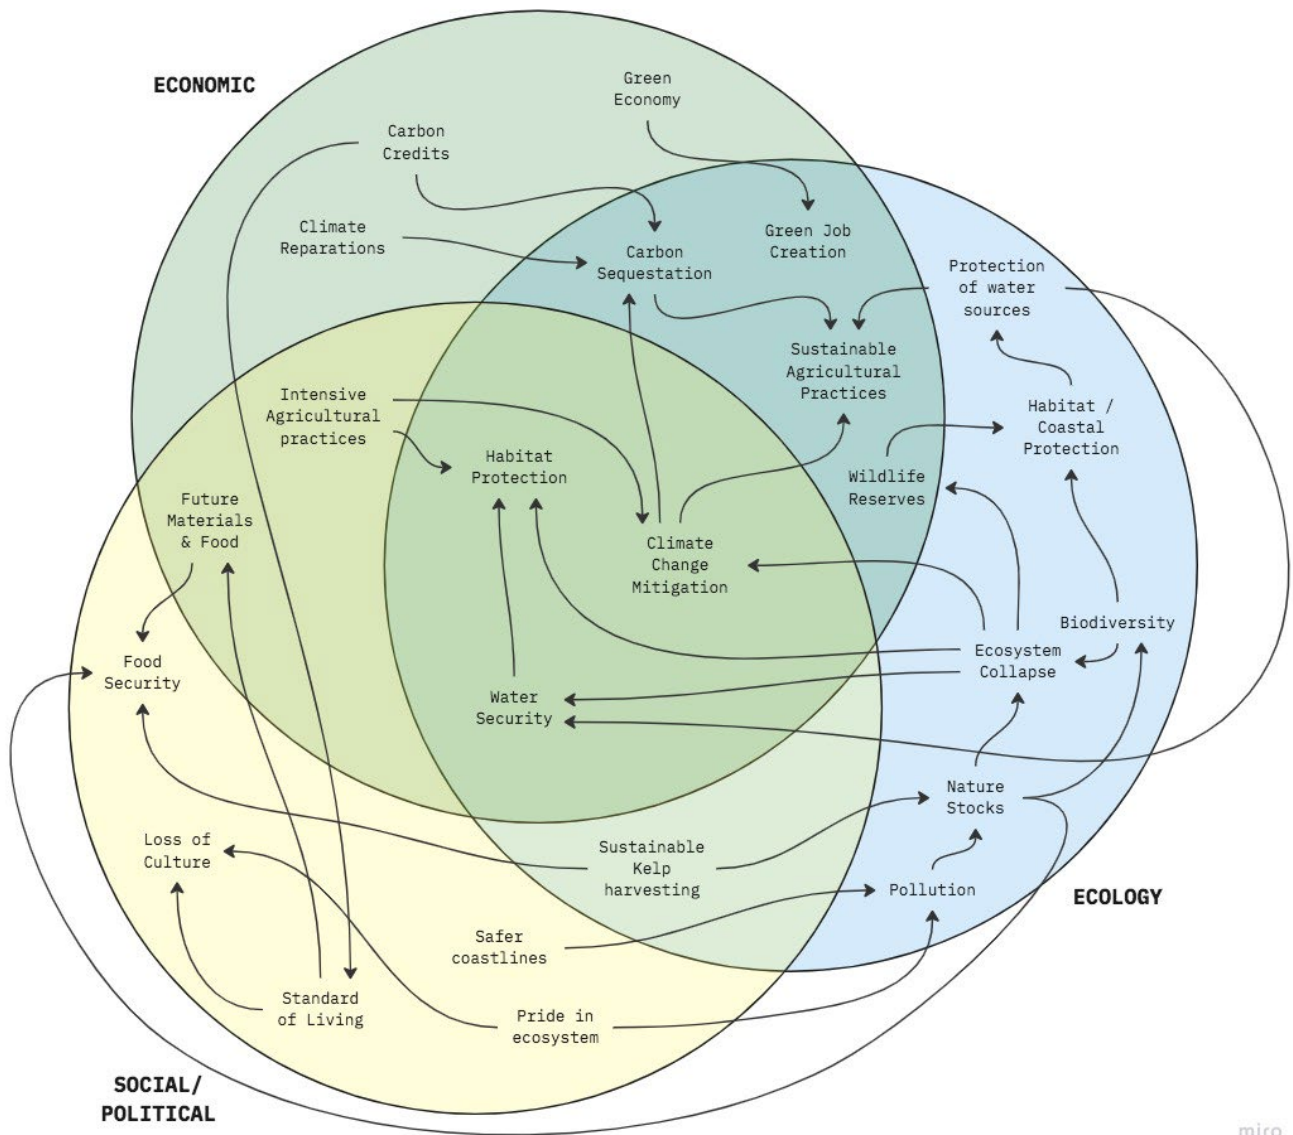 ECONOMIC
Green
Economy
Carbon
Credits
Climate
Reparations
Carbon
Sequestation
Green Job
Creation
Protection
of water
sources
Sustainable
Agricultural
Practices
Intensive
Agricultural
practices
Habitat /
Coastal
Protection
Habitat
Protection
Wildlife
Reserves
Future
Materials
& Food
Climate
Change
Mitigation
Biodiversity
Ecosystem
Collapse
Food
Security
Water
Security
Nature
Stocks
Loss of
Culture
Sustainable
Kelp
harvesting
Pollution
ECOLOGY
Safer
coastlines
Standard
of Living
Pride in
ecosystem
SOCIAL/
POLITICAL
miro